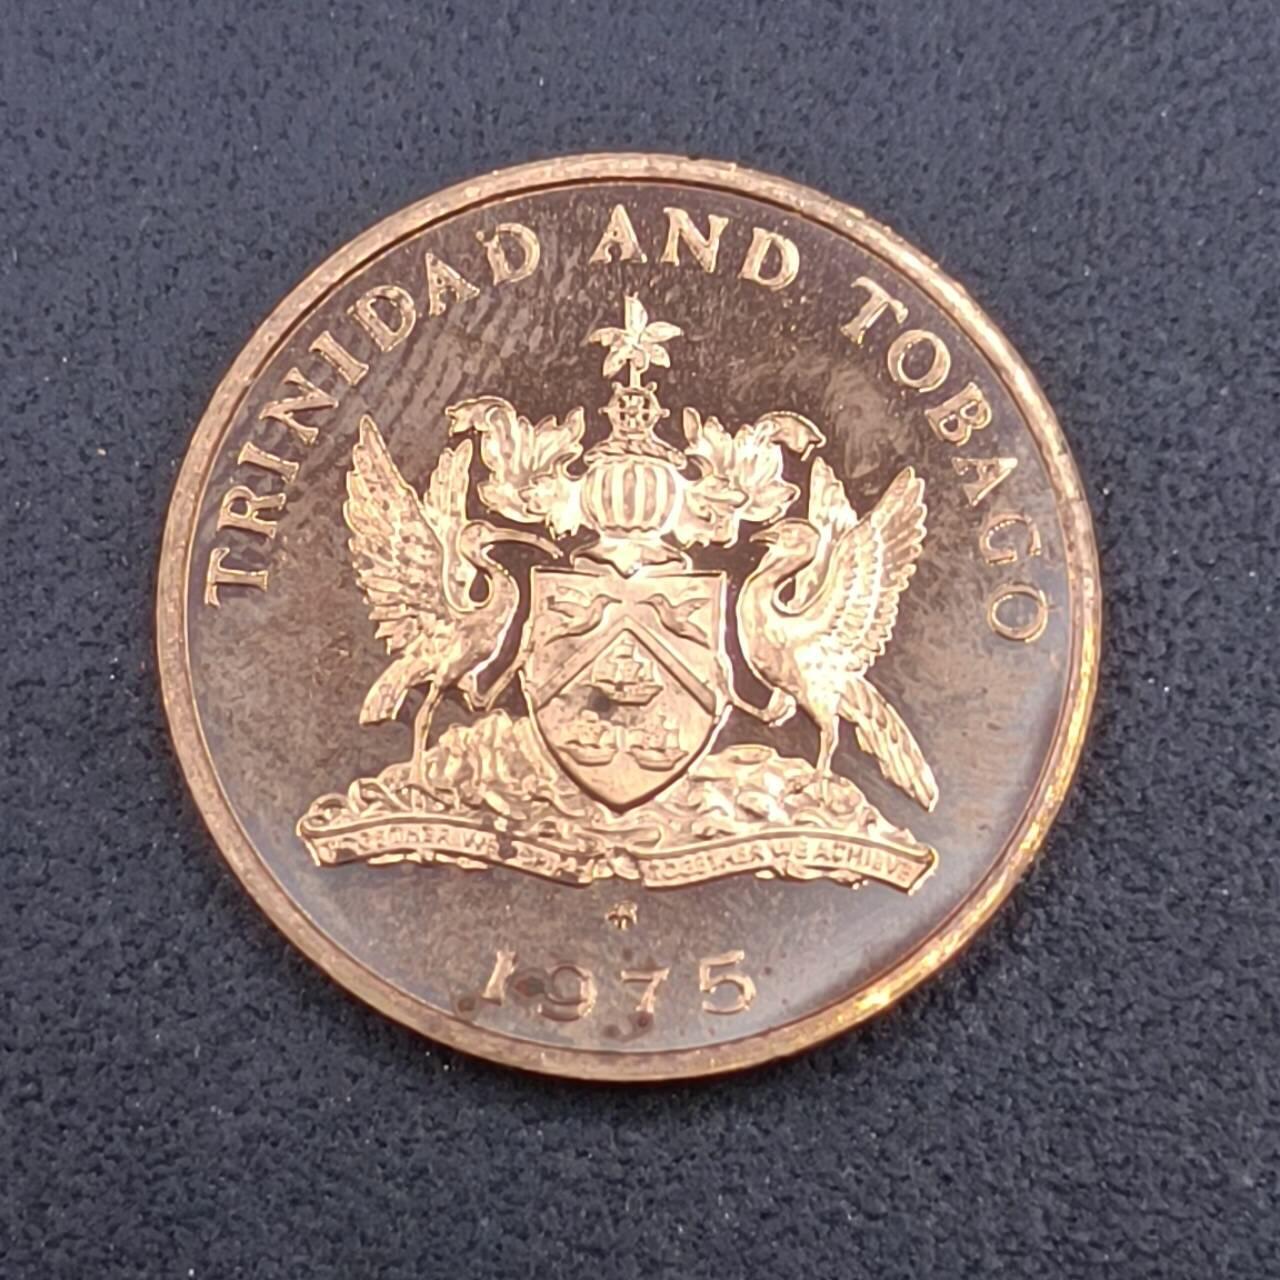 TRINIDAD AND TOBAGO
TOGETHER WE ASPIRE TOGETHER WE ACHIEVE
1975